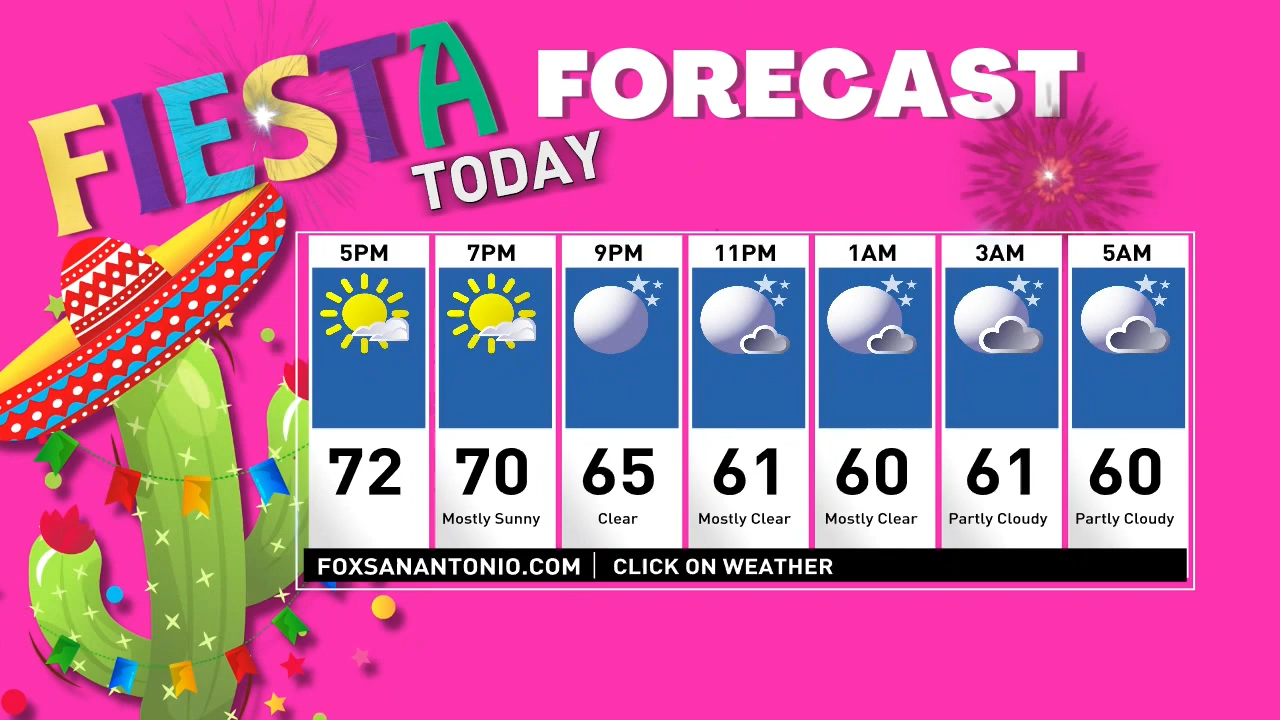 FIESTA FORECAST
TODAY
5PM 7PM 9PM 11PM 1AM 3AM 5AM
72 70 65 61 60 61 60
Mostly Sunny Clear Mostly Clear Mostly Clear Partly Cloudy Partly Cloudy
FOXSANANTONIO.COM | CLICK ON WEATHER